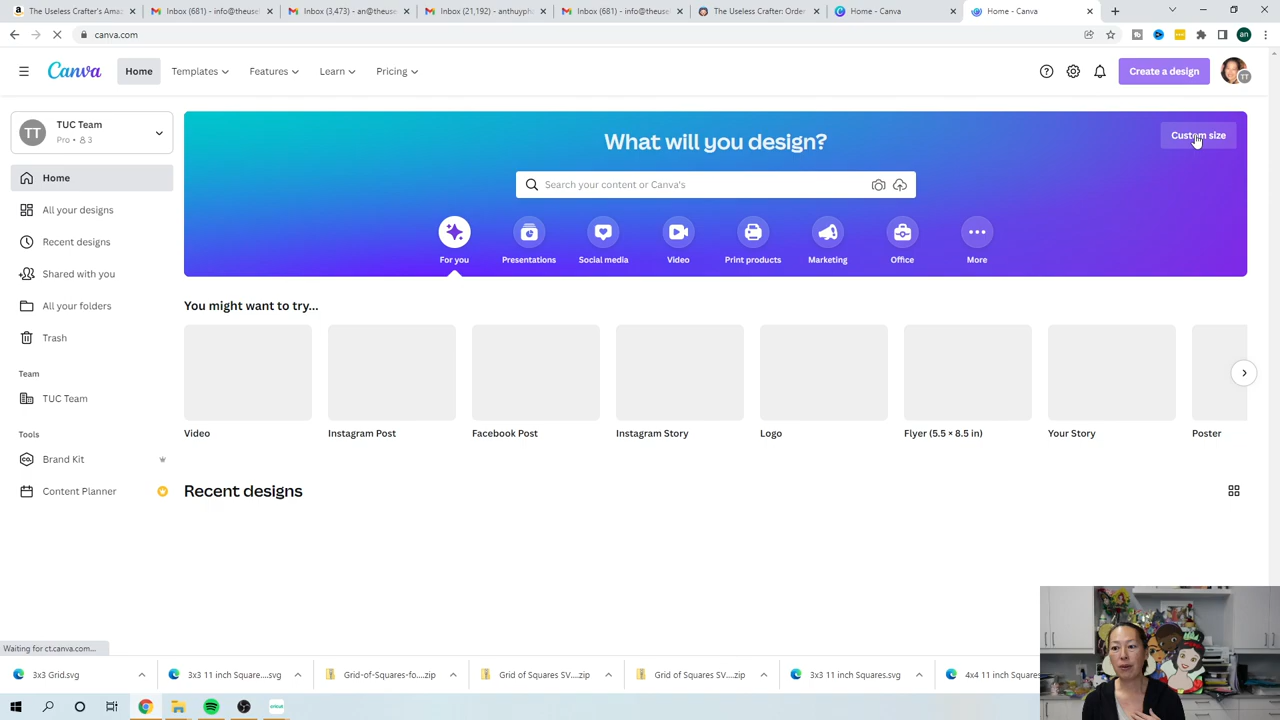 The Useless Crafter's Ama
Inbox (681) - info@theuse
Inbox (3,473) - an@theuse
Inbox (21,192) - anthuyph
Inbox (681) - info@theuse
The Useless Crafter: Order
Home - Canva
Home - Canva
canva.com
an
Canva
Home
Templates
Features
Learn
Pricing
Create a design
TT
TT
TUC Team
Pro • 3
What will you design?
Custom size
Search your content or Canva's
Home
All your designs
Recent designs
Shared with you
All your folders
Trash
For you
Presentations
Social media
Video
Print products
Marketing
Office
More
You might want to try...
Video
Instagram Post
Facebook Post
Instagram Story
Logo
Flyer (5.5 × 8.5 in)
Your Story
Poster
Team
TUC Team
Tools
CO.
Brand Kit
Content Planner
Recent designs
Waiting for ct.canva.com...
3x3 Grid.svg
3x3 11 inch Square....svg
Grid-of-Squares-fo....zip
Grid of Squares SV....zip
Grid of Squares SV....zip
3x3 11 inch Squares.svg
4x4 11 inch Squares